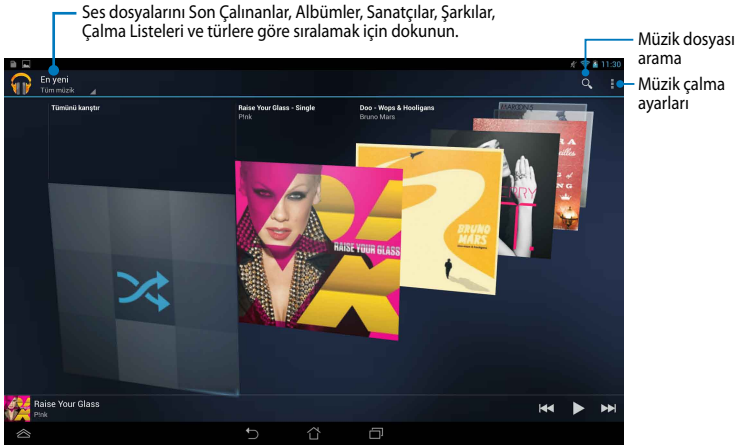 Ses dosyalarını Son Çalınanlar, Albümler, Sanatçılar, Şarkılar,
Çalma Listeleri ve türlere göre sıralamak için dokunun.
Müzik dosyası
arama
Müzik çalma
ayarları
11:30
En yeni
Tüm müzik
Tümünü karıştır
Raise Your Glass - Single
P!nk
Doo - Wops & Hooligans
Bruno Mars
MAROON5
RAISE YOUR GLASS
BRUNO
MARS
Raise Your Glass
P!nk